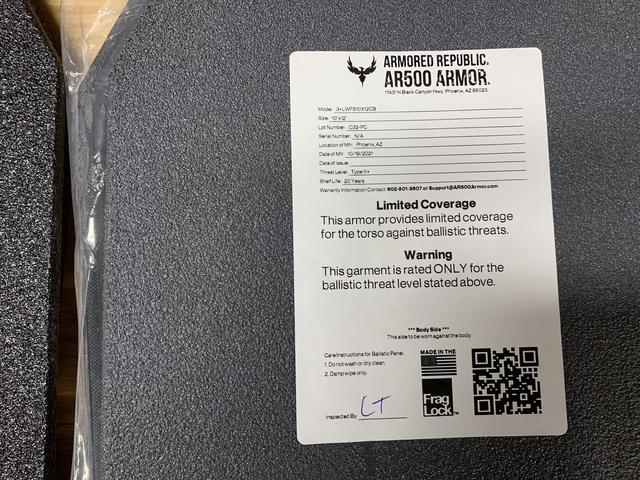 ARMORED REPUBLIC®
AR500 ARMOR®
17431 N Black Canyon Hwy, Phoenix, AZ 85023
Model: 3+LWFS10X12CB
Size: 10"x12"
Lot Number: C32-PC
Serial Number: N/A
Location of Mfr: Phoenix, AZ
Date of Mfr: 10/19/2021
Date of Issue:
Threat Level: Type III+
Shelf Life: 20 Years
Warranty Information Contact: 602-501-9607 or Support@AR500Armor.com
Limited Coverage
This armor provides limited coverage
for the torso against ballistic threats.
Warning
This garment is rated ONLY for the
ballistic threat level stated above.
*** Body Side ***
This side to be worn against the body
Care Instructions for Ballistic Panel:
1. Do not wash or dry clean.
2. Damp wipe only.
MADE IN THE
Frag
Lock™
Inspected By: LT